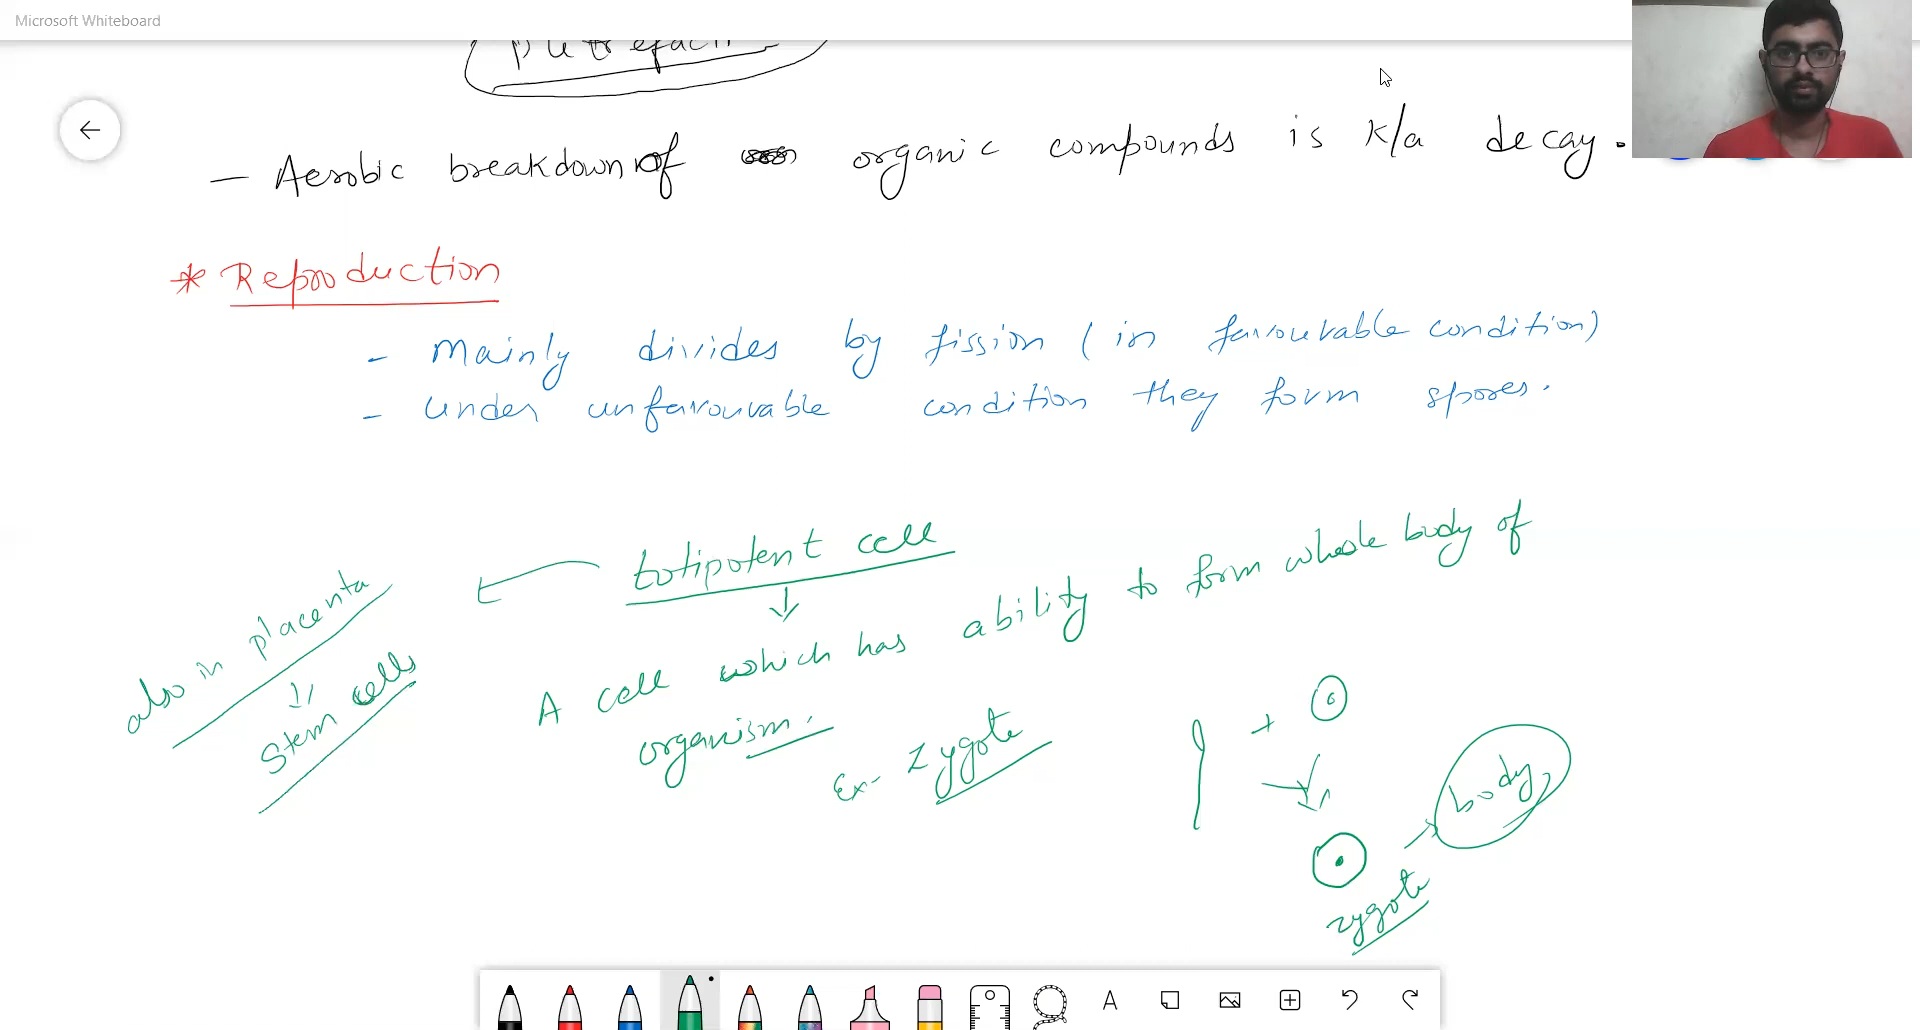 Microsoft Whiteboard
putrefacti
— Aerobic breakdown of organic compounds is k/a decay.
* Reproduction
- Mainly divides by fission (in favourable condition)
- Under unfavourable condition they form spores.
totipotent cell
↓
A cell which has ability to form whole body of
organism.
Ex- Zygote
also in placenta
⇓
Stem cells
+
zygote
→ body
A